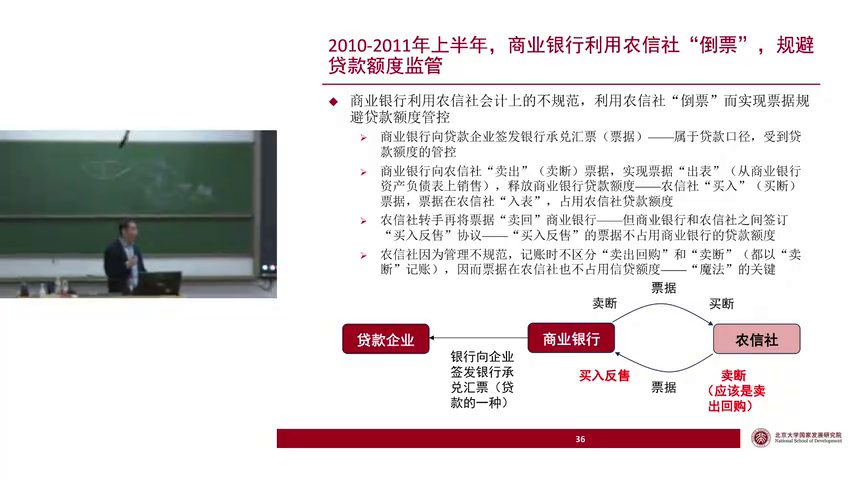 2010-2011年上半年，商业银行利用农信社“倒票”，规避
贷款额度监管
商业银行利用农信社会计上的不规范，利用农信社“倒票”而实现票据规
避贷款额度管控
商业银行向贷款企业签发银行承兑汇票（票据）——属于贷款口径，受到贷
款额度的管控
商业银行向农信社“卖出”（卖断）票据，实现票据“出表”（从商业银行
资产负债表上销售），释放商业银行贷款额度——农信社“买入”（买断）
票据，票据在农信社“入表”，占用农信社贷款额度
农信社转手再将票据“卖回”商业银行——但商业银行和农信社之间签订
“买入反售”协议——“买入反售”的票据不占用商业银行的贷款额度
农信社因为管理不规范，记账时不区分“卖出回购”和“卖断”（都以“卖
断”记账），因而票据在农信社也不占用信贷额度——“魔法”的关键
票据
卖断
买断
贷款企业
商业银行
农信社
银行向企业
签发银行承
兑汇票（贷
款的一种）
买入反售
票据
卖断
（应该是卖
出回购）
36
北京大学国家发展研究院
National School of Development